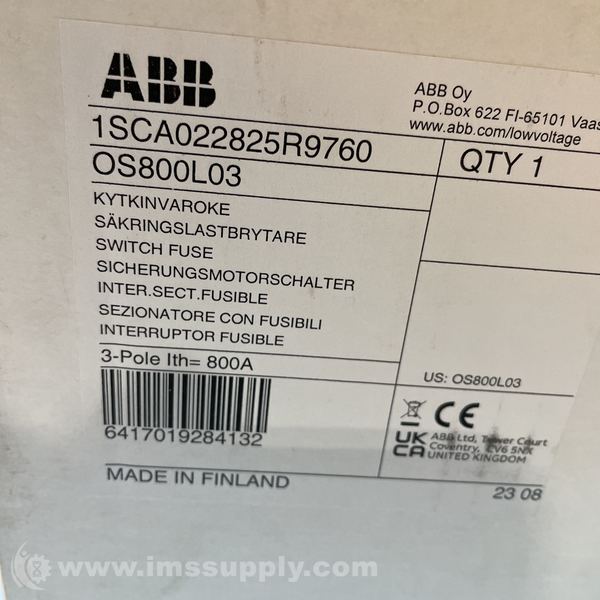 ABB
ABB Oy
P.O.Box 622 FI-65101
www.abb.com/lowvoltage
1SCA022825R9760
QTY 1
OS800L03
KYTKINVAROKE
SÄKRINGSLASTBRYTARE
SWITCH FUSE
SICHERUNGSMOTORSCHALTER
INTER.SECT.FUSIBLE
SEZIONATORE CON FUSIBILI
INTERRUPTOR FUSIBLE
3-Pole Ith= 800A
US: OS800L03
CE
6417019284132
UK CA
ABB Ltd, Tower Court
Coventry, CV6 5NX
UNITED KINGDOM
MADE IN FINLAND
23 08
www.imssupply.com